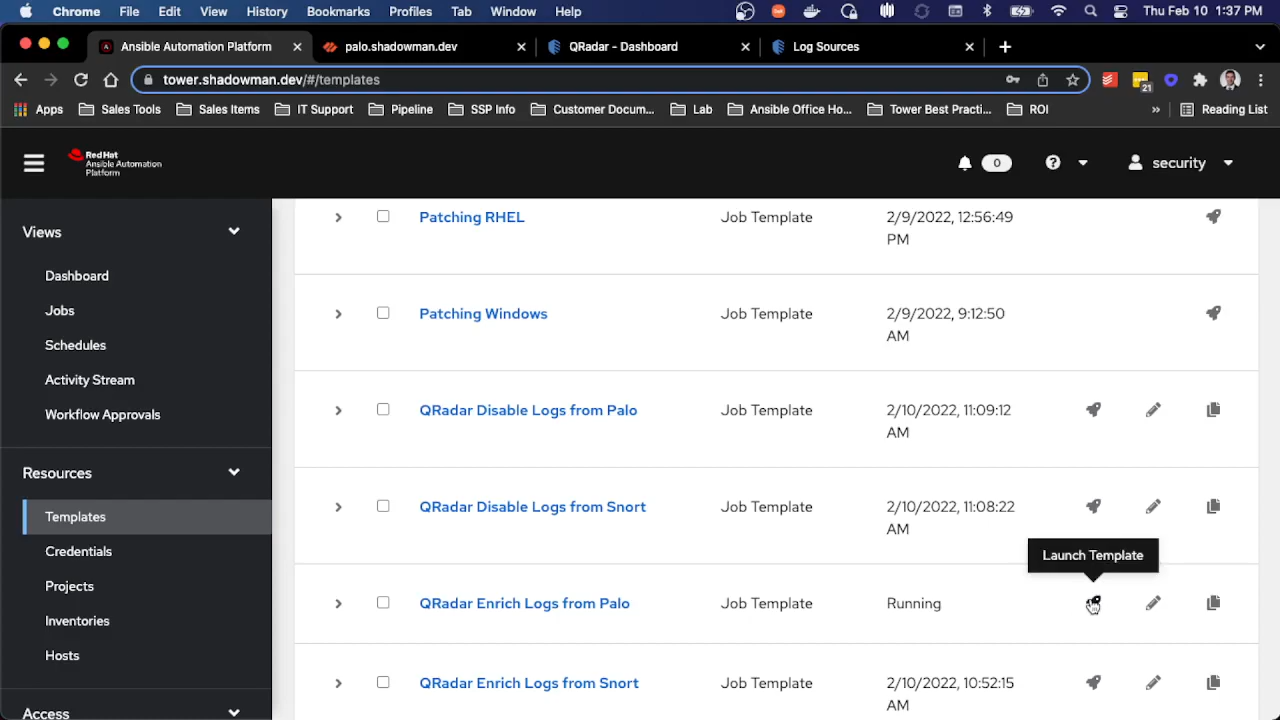 Chrome File Edit View History Bookmarks Profiles Tab Window Help Thu Feb 10 1:37 PM
Ansible Automation Platform palo.shadowman.dev QRadar - Dashboard Log Sources
tower.shadowman.dev/#/templates 21
Apps Sales Tools Sales Items IT Support Pipeline SSP Info Customer Docum... Lab Ansible Office Ho... Tower Best Practi... ROI » Reading List
Red Hat
Ansible Automation
Platform
0 security
Views
Dashboard
Jobs
Schedules
Activity Stream
Workflow Approvals
Resources
Templates
Credentials
Projects
Inventories
Hosts
Access
Patching RHEL Job Template 2/9/2022, 12:56:49
PM
Patching Windows Job Template 2/9/2022, 9:12:50
AM
QRadar Disable Logs from Palo Job Template 2/10/2022, 11:09:12
AM
QRadar Disable Logs from Snort Job Template 2/10/2022, 11:08:22
AM
Launch Template
QRadar Enrich Logs from Palo Job Template Running
QRadar Enrich Logs from Snort Job Template 2/10/2022, 10:52:15
AM